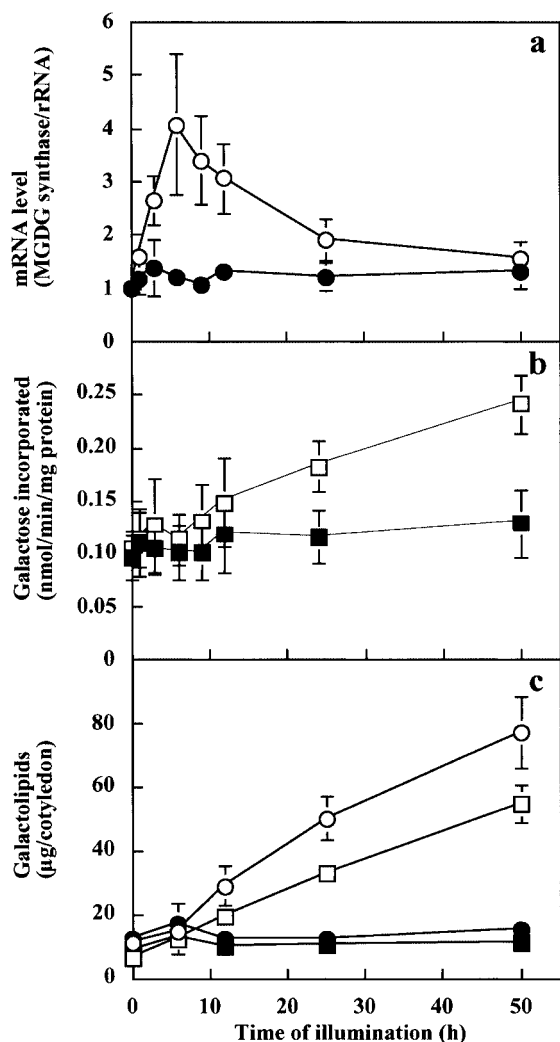 a
6
5
4
3
2
1
0
mRNA level
(MGDG synthase/rRNA)
b
0.25
0.20
0.15
0.10
0.05
0
Galactose incorporated
(nmol/min/mg protein)
c
80
60
40
20
0
Galactolipids
(µg/cotyledon)
0 10 20 30 40 50
Time of illumination (h)